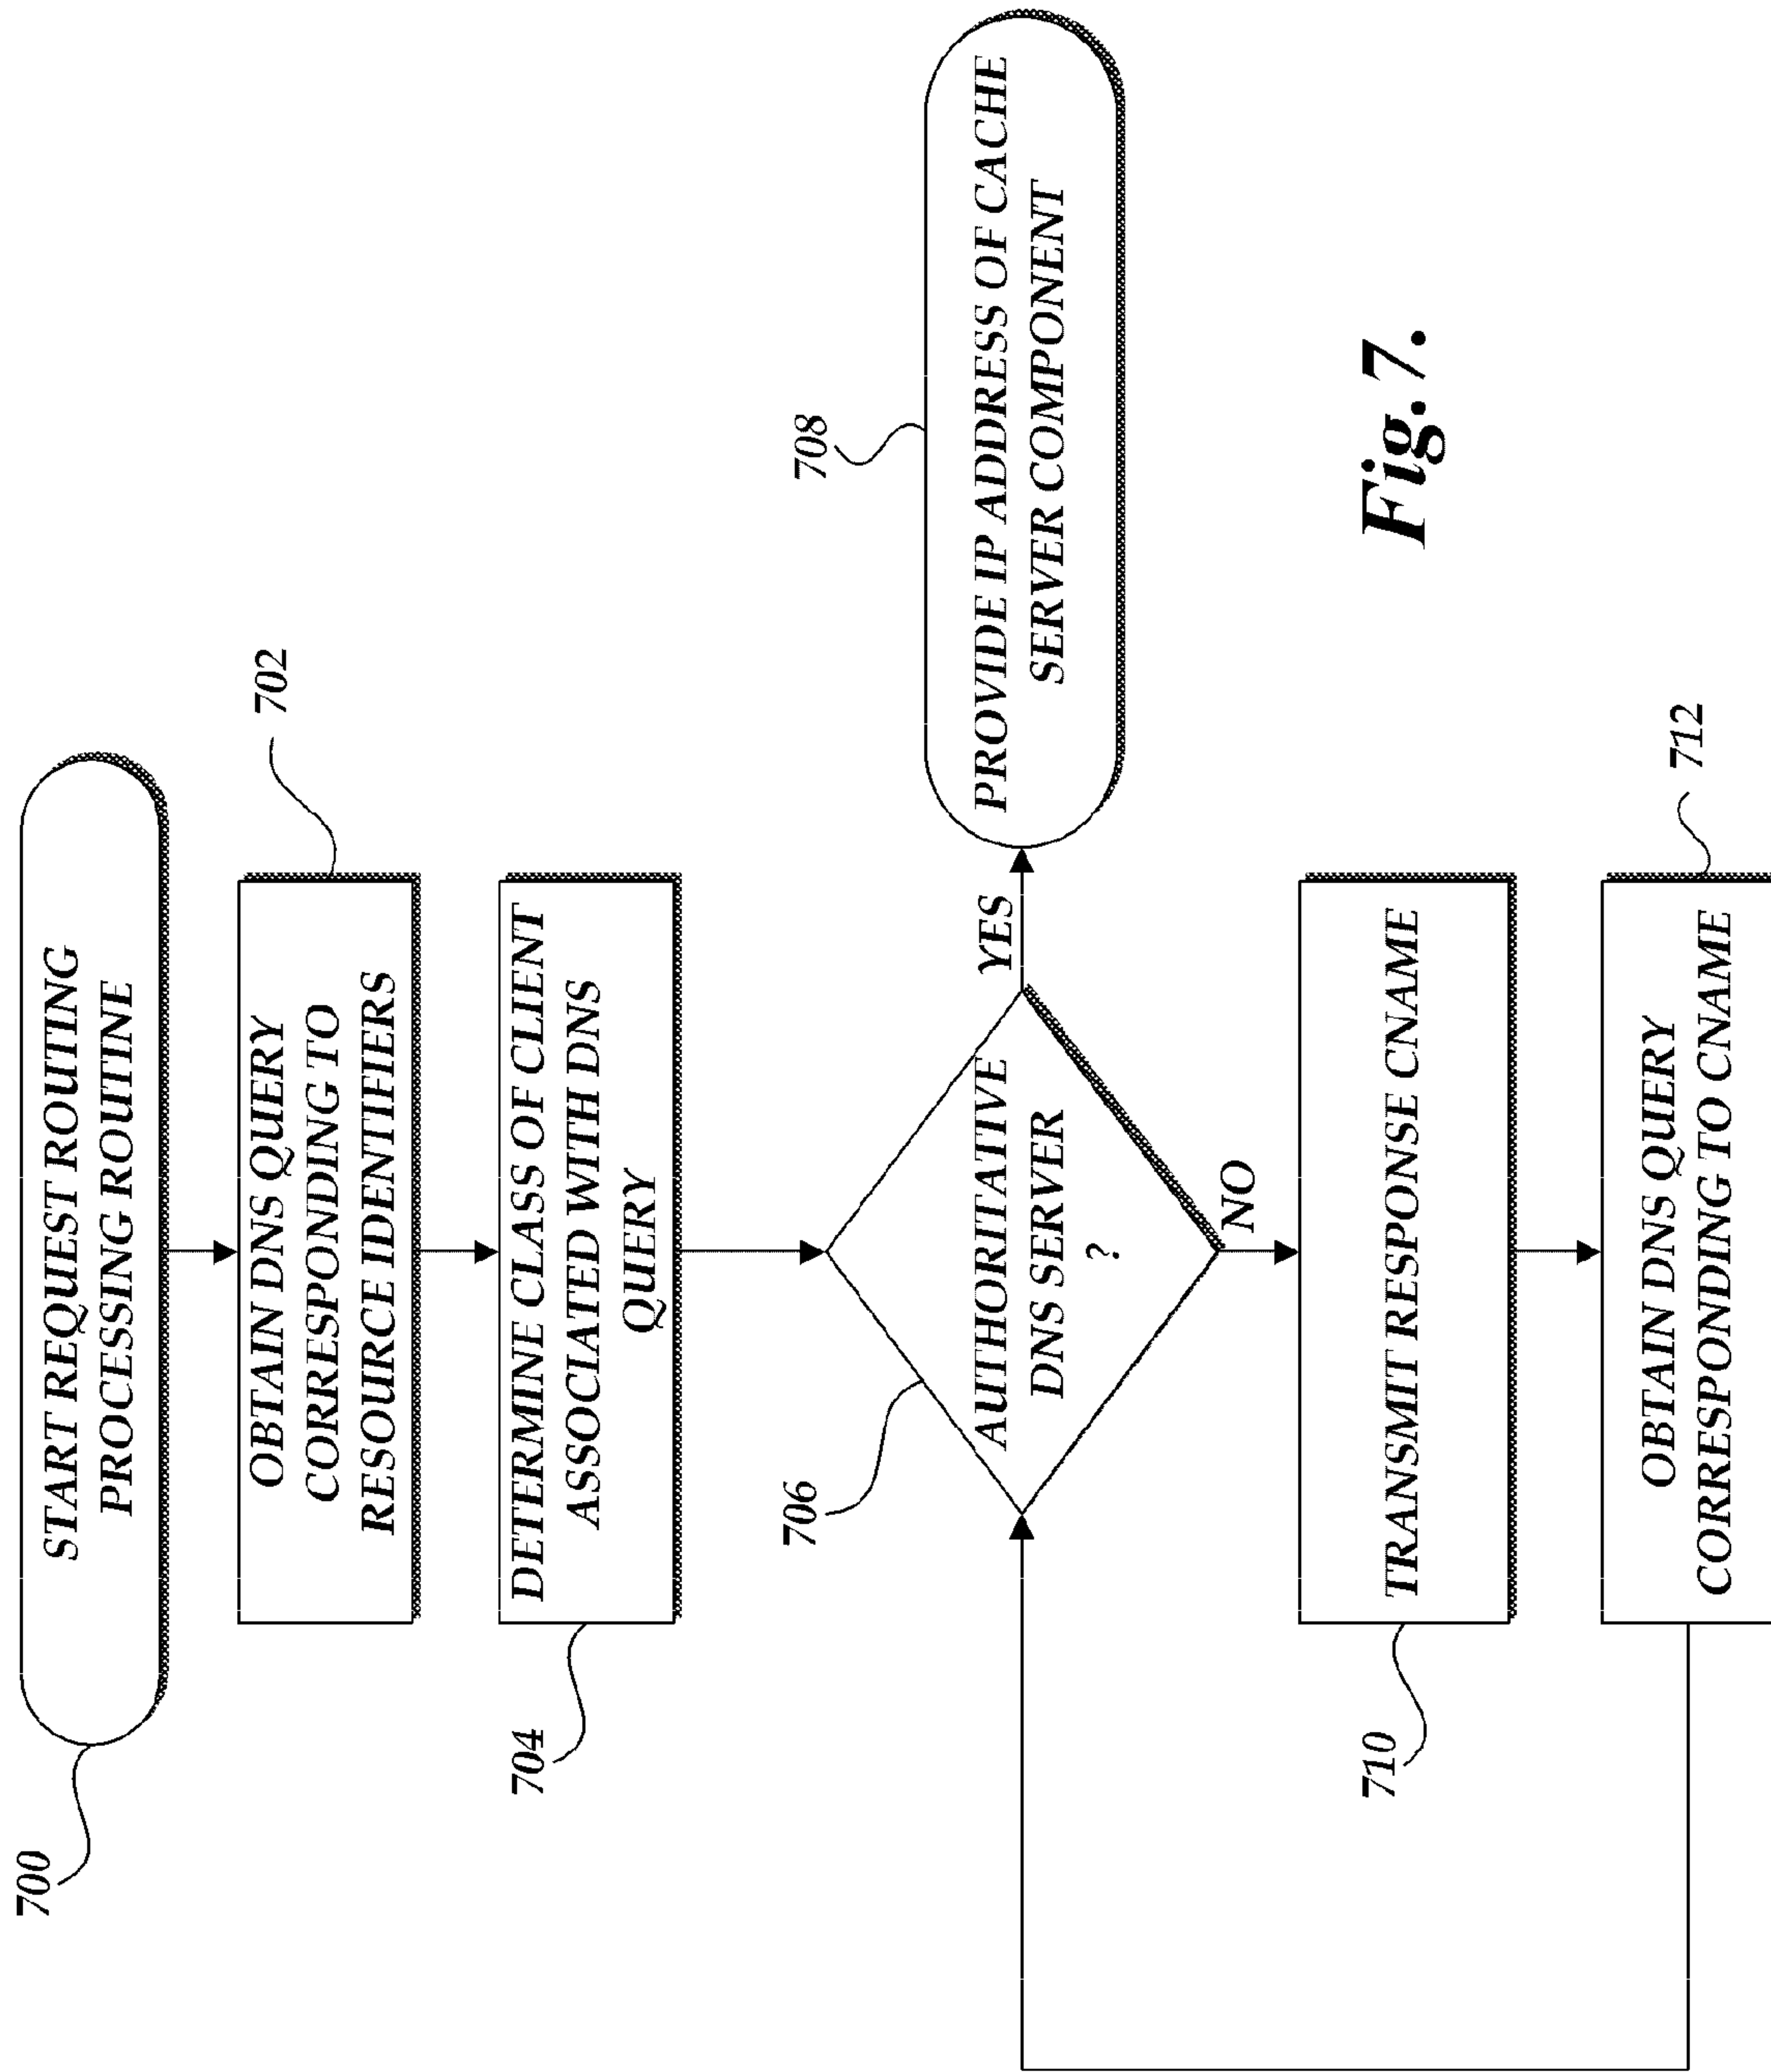 700
START REQUEST ROUTING
PROCESSING ROUTINE
702
OBTAIN DNS QUERY
CORRESPONDING TO
RESOURCE IDENTIFIERS
704
DETERMINE CLASS OF CLIENT
ASSOCIATED WITH DNS
QUERY
706
AUTHORITATIVE
DNS SERVER
?
YES
708
PROVIDE IP ADDRESS OF CACHE
SERVER COMPONENT
NO
710
TRANSMIT RESPONSE CNAME
712
OBTAIN DNS QUERY
CORRESPONDING TO CNAME
Fig.7.